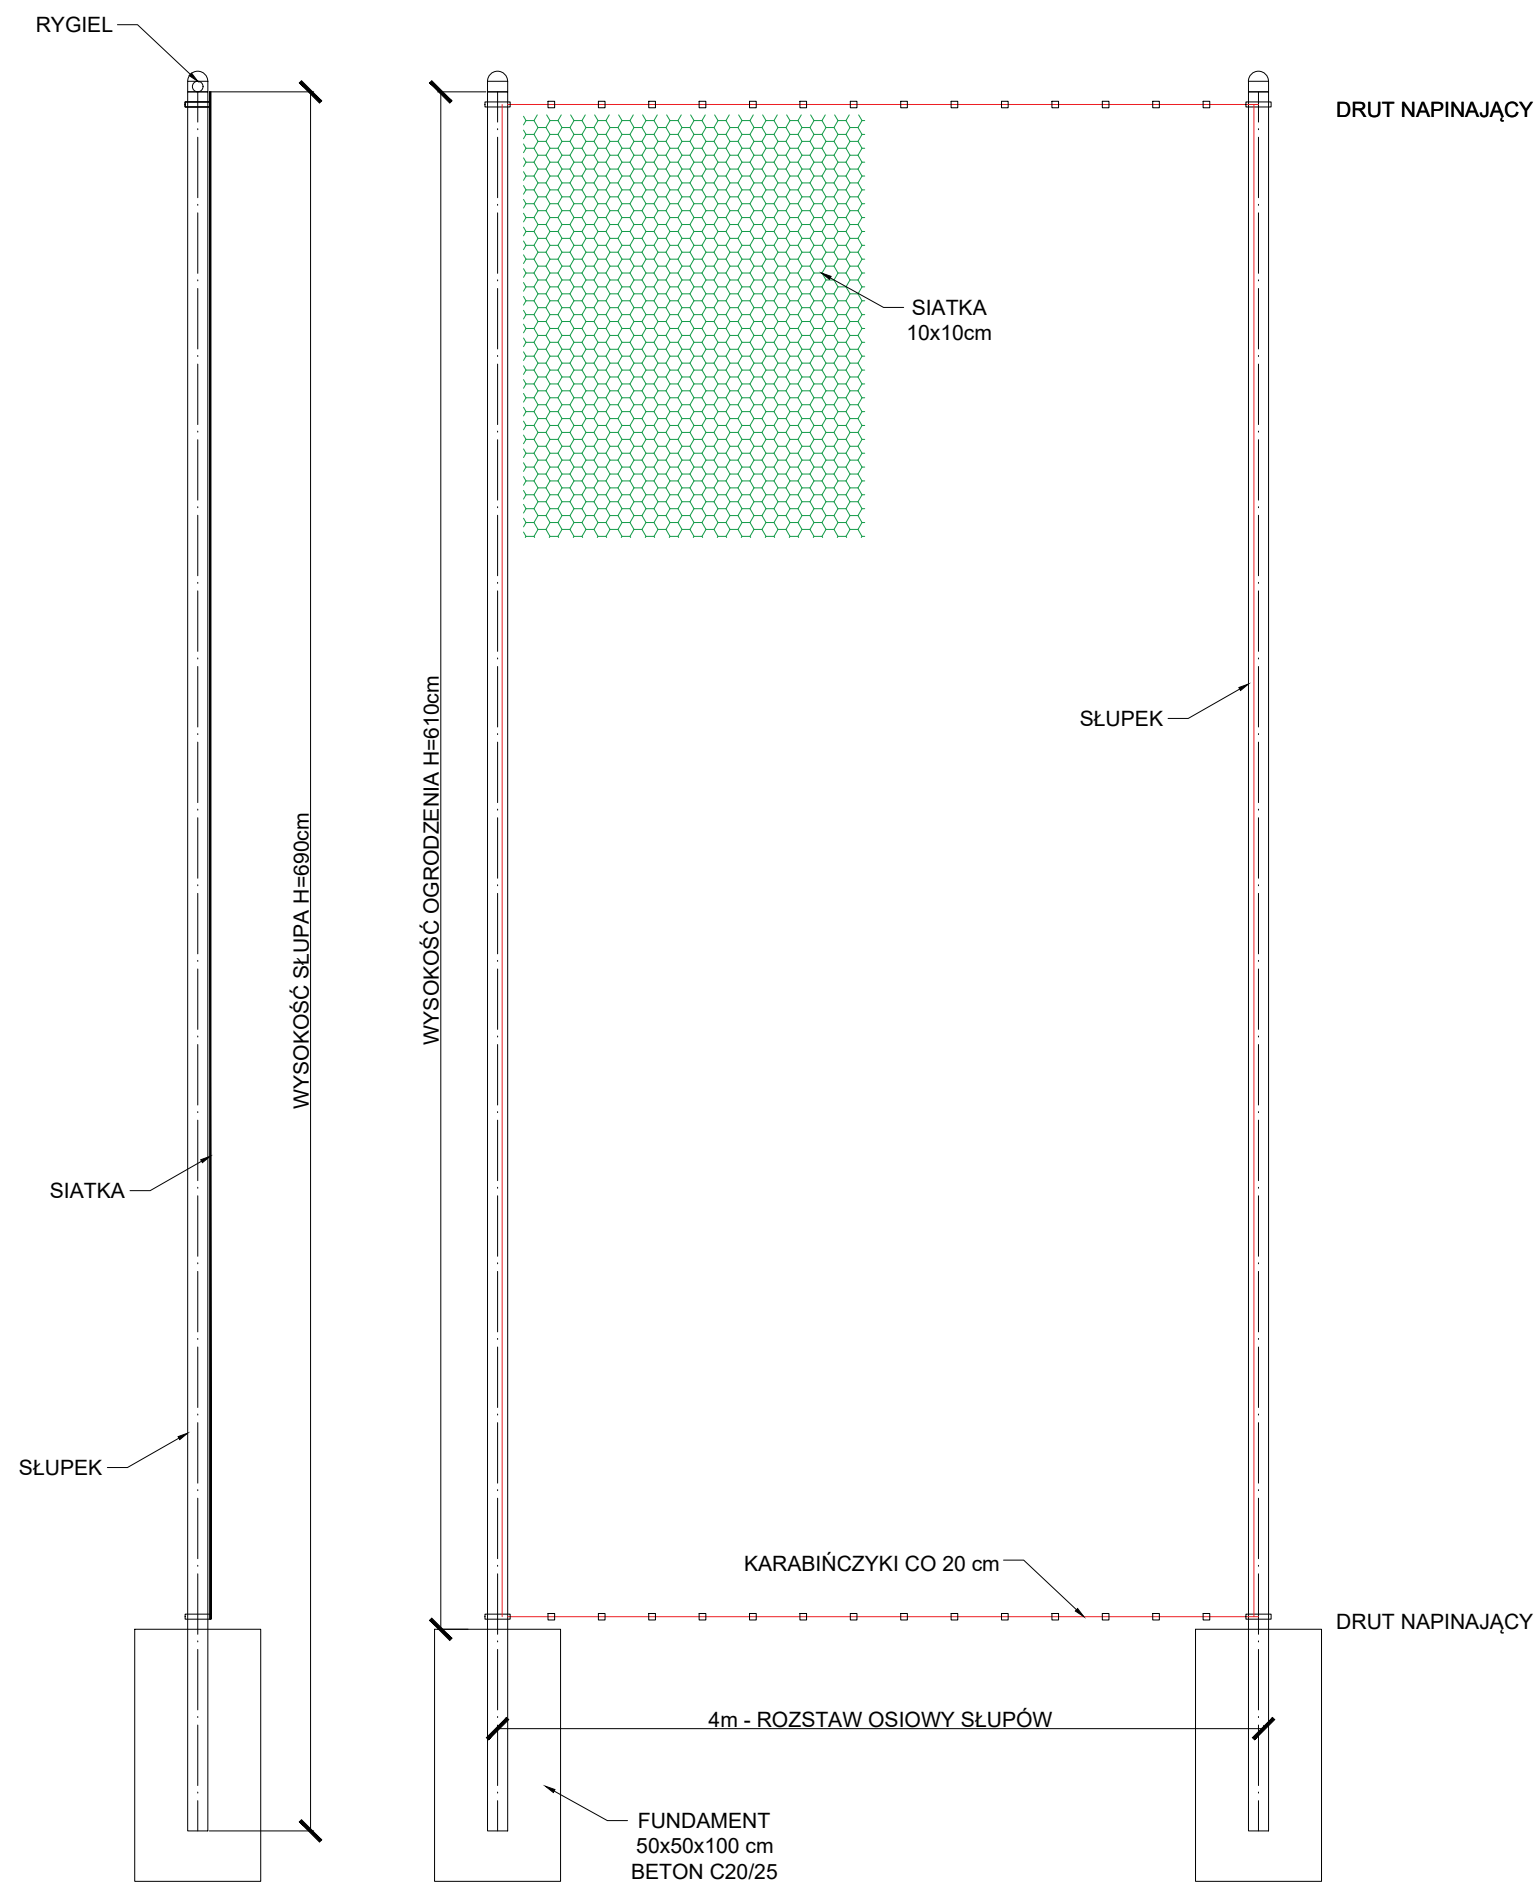 RYGIEL
DRUT NAPINAJĄCY
SIATKA
10x10cm
SŁUPEK
WYSOKOŚĆ OGRODZENIA H=610cm
WYSOKOŚĆ SŁUPA H=690cm
SIATKA
SŁUPEK
KARABIŃCZYKI CO 20 cm
DRUT NAPINAJĄCY
4m - ROZSTAW OSIOWY SŁUPÓW
FUNDAMENT
50x50x100 cm
BETON C20/25